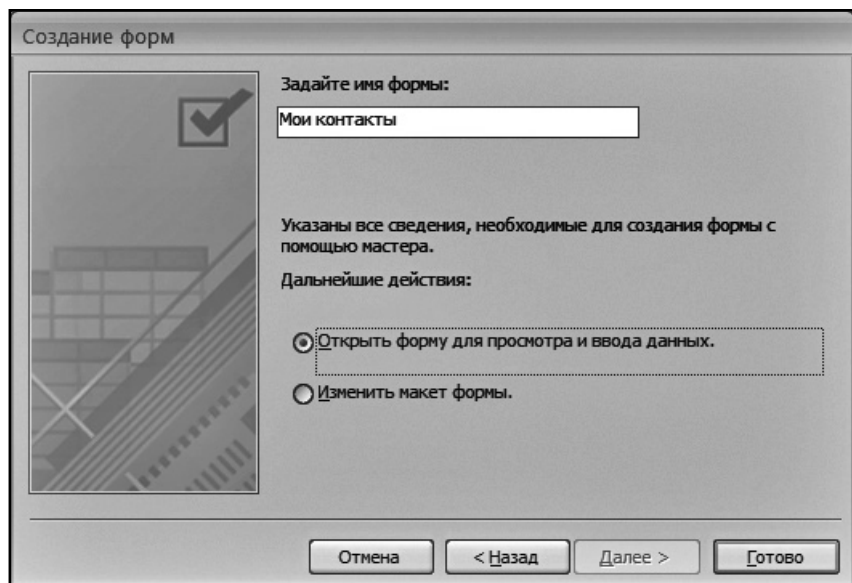 Создание форм
Задайте имя формы:
Мои контакты
Указаны все сведения, необходимые для создания формы с
помощью мастера.
Дальнейшие действия:
Открыть форму для просмотра и ввода данных.
Изменить макет формы.
Отмена
< Назад
Далее >
Готово